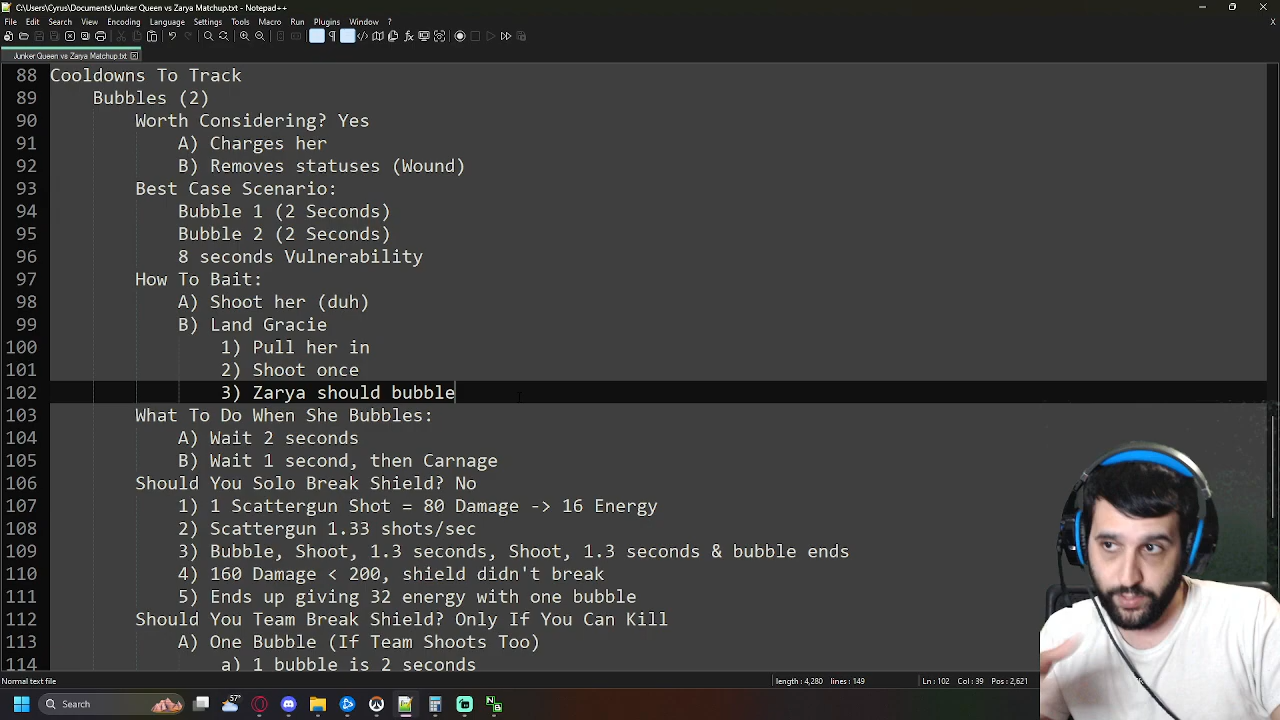 C:\Users\Cyrus\Documents\Junker Queen vs Zarya Matchup.txt - Notepad++
File Edit Search View Encoding Language Settings Tools Macro Run Plugins Window ?
Junker Queen vs Zarya Matchup.txt
88 Cooldowns To Track
89 Bubbles (2)
90 Worth Considering? Yes
91 A) Charges her
92 B) Removes statuses (Wound)
93 Best Case Scenario:
94 Bubble 1 (2 Seconds)
95 Bubble 2 (2 Seconds)
96 8 seconds Vulnerability
97 How To Bait:
98 A) Shoot her (duh)
99 B) Land Gracie
100 1) Pull her in
101 2) Shoot once
102 3) Zarya should bubble
103 What To Do When She Bubbles:
104 A) Wait 2 seconds
105 B) Wait 1 second, then Carnage
106 Should You Solo Break Shield? No
107 1) 1 Scattergun Shot = 80 Damage -> 16 Energy
108 2) Scattergun 1.33 shots/sec
109 3) Bubble, Shoot, 1.3 seconds, Shoot, 1.3 seconds & bubble ends
110 4) 160 Damage < 200, shield didn't break
111 5) Ends up giving 32 energy with one bubble
112 Should You Team Break Shield? Only If You Can Kill
113 A) One Bubble (If Team Shoots Too)
114 a) 1 bubble is 2 seconds
Normal text file length : 4,280 lines : 149 Ln : 102 Col : 39 Pos : 2,621
Search 57°